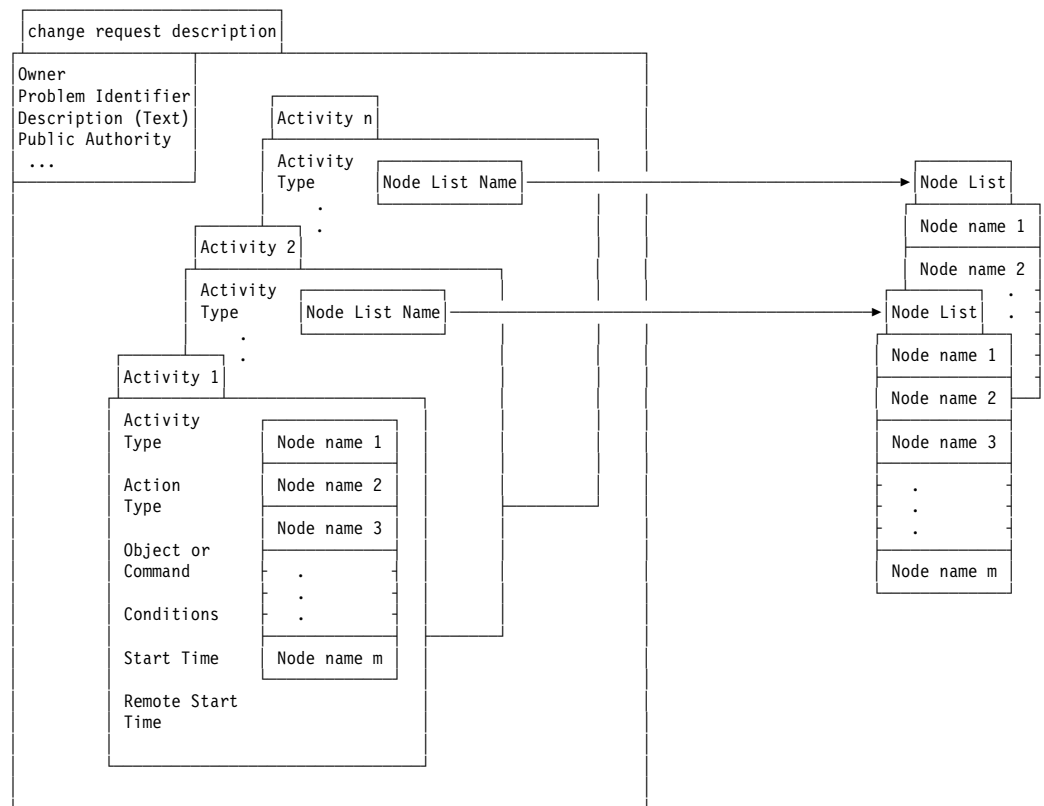 change request description
Owner
Problem Identifier
Description (Text)
Public Authority
...
Activity n
Activity
Type
Node List Name
.
.
Node List
Node name 1
Node name 2
.
.
Activity 2
Activity
Type
Node List Name
.
.
Node List
Node name 1
Node name 2
Node name 3
.
.
.
Node name m
Activity 1
Activity
Type
Action
Type
Object or
Command
Conditions
Start Time
Remote Start
Time
Node name 1
Node name 2
Node name 3
.
.
.
Node name m